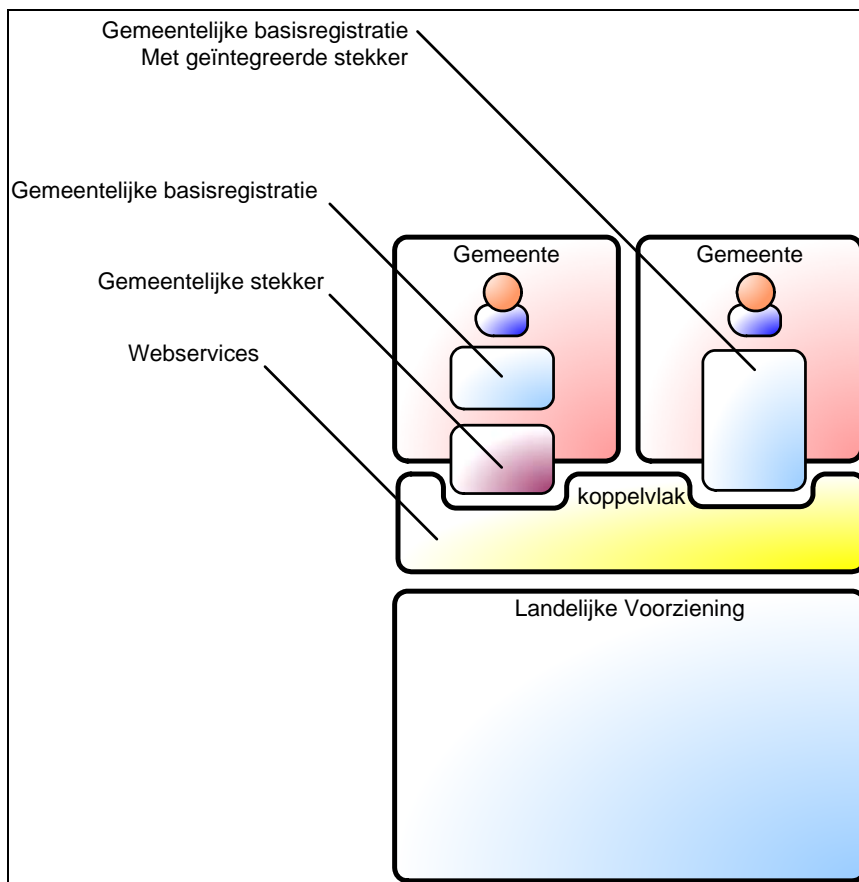 Gemeentelijke basisregistratie
Met geïntegreerde stekker
Gemeentelijke basisregistratie
Gemeente
Gemeente
Gemeentelijke stekker
Webservices
koppelvlak
Landelijke Voorziening